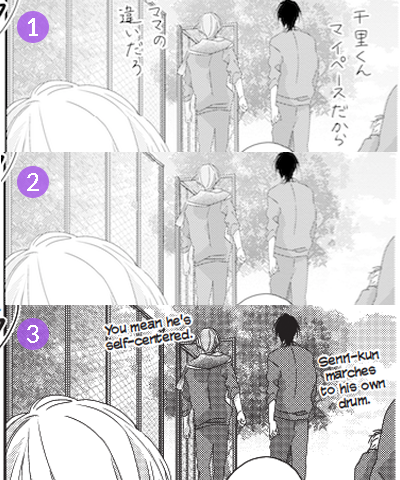 1
千里くん
マイペースだから
ママの
違いだろ
2
3
You mean he's
self-centered.
Senri-kun
marches
to his own
drum.